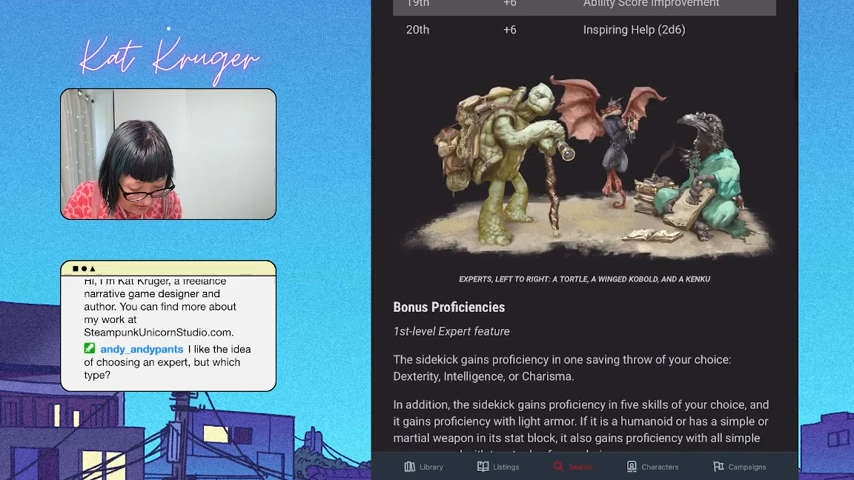 Kat Kruger
Hi, I'm Kat Kruger, a freelance
narrative game designer and
author. You can find more about
my work at
SteampunkUnicornStudio.com.
andy_andypants I like the idea
of choosing an expert, but which
type?
19th +6 Ability Score Improvement
20th +6 Inspiring Help (2d6)
EXPERTS, LEFT TO RIGHT: A TORTLE, A WINGED KOBOLD, AND A KENKU
Bonus Proficiencies
1st-level Expert feature
The sidekick gains proficiency in one saving throw of your choice:
Dexterity, Intelligence, or Charisma.
In addition, the sidekick gains proficiency in five skills of your choice, and
it gains proficiency with light armor. If it is a humanoid or has a simple or
martial weapon in its stat block, it also gains proficiency with all simple
Library Listings Search Characters Campaigns